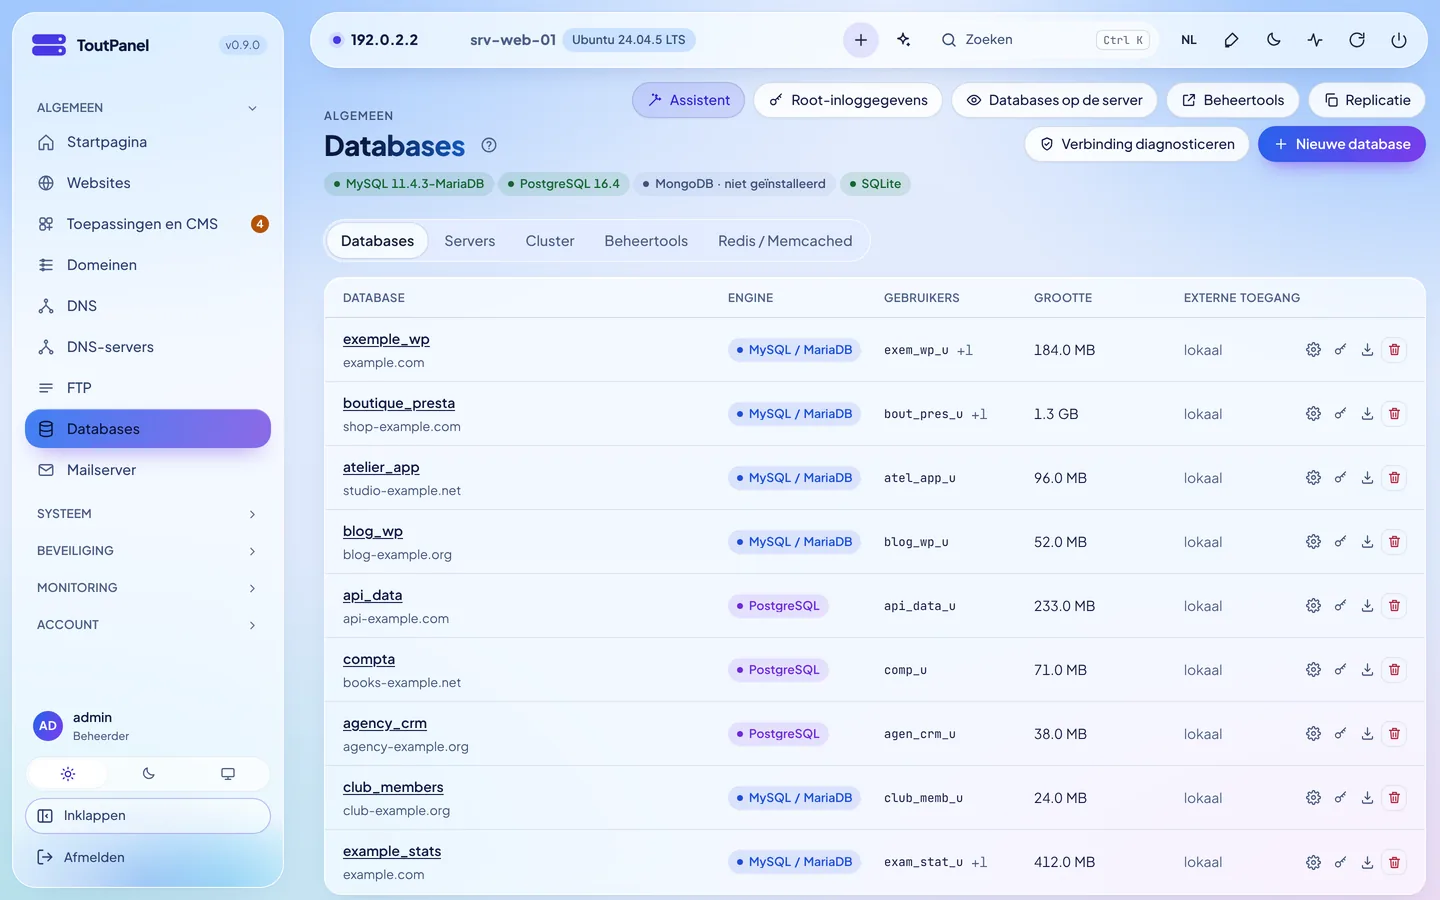 ToutPanel
v0.9.0
ALGEMEEN
Startpagina
Websites
Toepassingen en CMS
4
Domeinen
DNS
DNS-servers
FTP
Databases
Mailserver
SYSTEEM
BEVEILIGING
MONITORING
ACCOUNT
AD
admin
Beheerder
Inklappen
Afmelden
192.0.2.2
srv-web-01
Ubuntu 24.04.5 LTS
Zoeken
Ctrl K
NL
Assistent
Root-inloggegevens
Databases op de server
Beheertools
Replicatie
Verbinding diagnosticeren
Nieuwe database
ALGEMEEN
Databases
MySQL 11.4.3-MariaDB
PostgreSQL 16.4
MongoDB · niet geïnstalleerd
SQLite
Databases
Servers
Cluster
Beheertools
Redis / Memcached
DATABASE ENGINE GEBRUIKERS GROOTTE EXTERNE TOEGANG
exemple_wp
example.com
MySQL / MariaDB exem_wp_u +1 184.0 MB lokaal
boutique_presta
shop-example.com
MySQL / MariaDB bout_pres_u +1 1.3 GB lokaal
atelier_app
studio-example.net
MySQL / MariaDB atel_app_u 96.0 MB lokaal
blog_wp
blog-example.org
MySQL / MariaDB blog_wp_u 52.0 MB lokaal
api_data
api-example.com
PostgreSQL api_data_u 233.0 MB lokaal
compta
books-example.net
PostgreSQL comp_u 71.0 MB lokaal
agency_crm
agency-example.org
PostgreSQL agen_crm_u 38.0 MB lokaal
club_members
club-example.org
MySQL / MariaDB club_memb_u 24.0 MB lokaal
example_stats
example.com
MySQL / MariaDB exam_stat_u +1 412.0 MB lokaal